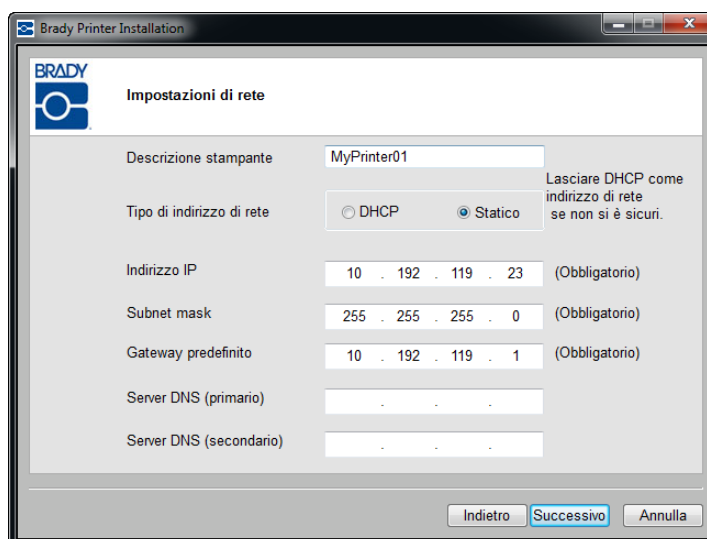 Brady Printer Installation
BRADY
Impostazioni di rete
Descrizione stampante MyPrinter01
Lasciare DHCP come
indirizzo di rete
se non si è sicuri.
Tipo di indirizzo di rete DHCP Statico
Indirizzo IP 10 . 192 . 119 . 23 (Obbligatorio)
Subnet mask 255 . 255 . 255 . 0 (Obbligatorio)
Gateway predefinito 10 . 192 . 119 . 1 (Obbligatorio)
Server DNS (primario) . . .
Server DNS (secondario) . . .
Indietro Successivo Annulla